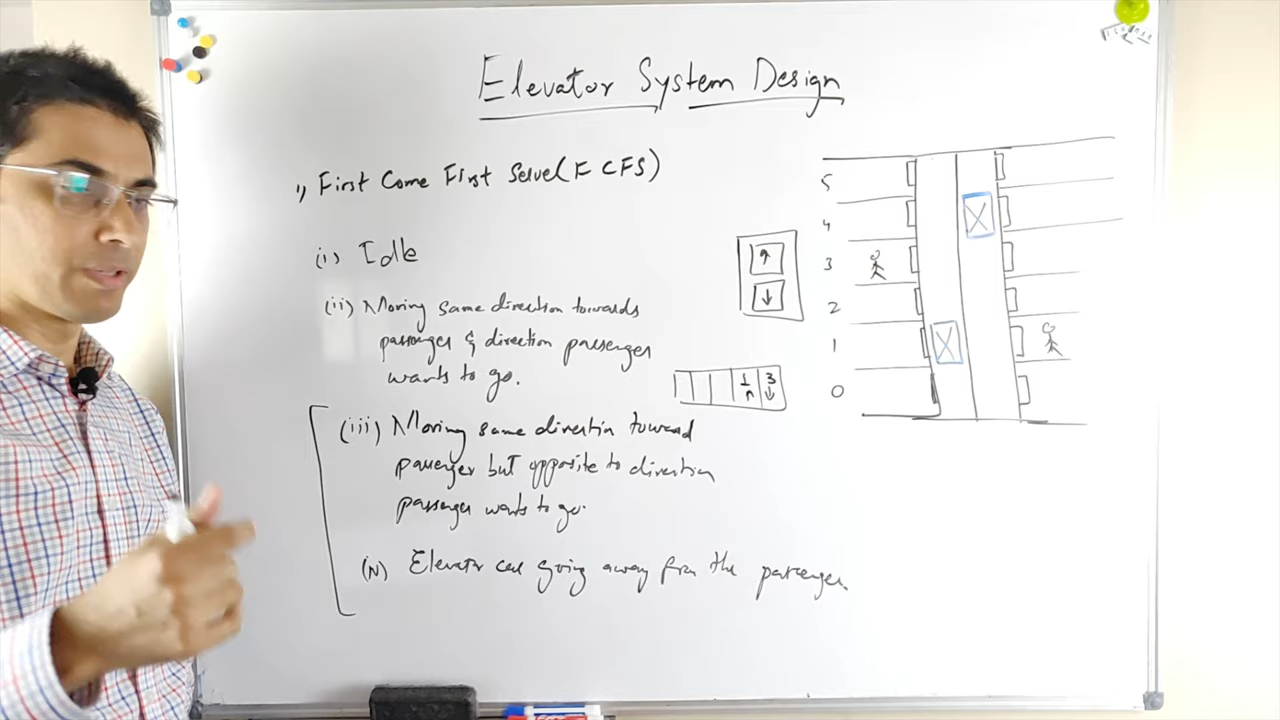 Elevator System Design
1) First Come First Serve (FCFS)
(i) Idle
(ii) Moving same direction towards
passenger & direction passenger
wants to go.
(iii) Moving same direction toward
passenger but opposite to direction
passenger wants to go.
(iv) Elevator car going away from the passenger.
↑
↓
1 3
↑ ↓
5
4
3
2
1
0